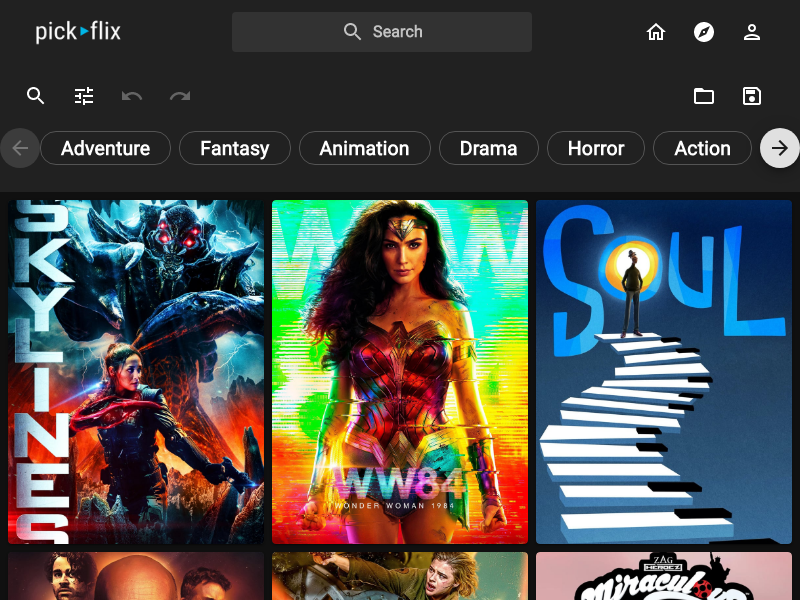 pick flix
Search
Adventure
Fantasy
Animation
Drama
Horror
Action
SKYLINES
WW84
WONDER WOMAN 1984
SOUL
ZAG
HEROEZ
Miraculous